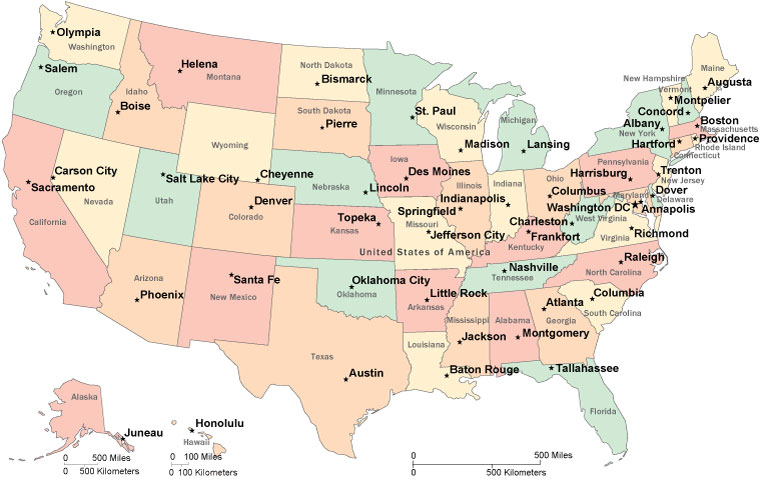 Olympia
Washington
Salem
Oregon
Helena
Montana
Idaho
Boise
North Dakota
Bismarck
South Dakota
Pierre
Minnesota
St. Paul
Wisconsin
Madison
Michigan
Lansing
Maine
Augusta
New Hampshire
Vermont
Montpelier
Concord
Albany
New York
Boston
Massachusetts
Providence
Rhode Island
Hartford
Connecticut
Wyoming
Cheyenne
Carson City
Sacramento
Nevada
California
Salt Lake City
Utah
Denver
Colorado
Nebraska
Lincoln
Iowa
Des Moines
Illinois
Springfield
Indiana
Indianapolis
Ohio
Columbus
Pennsylvania
Harrisburg
Trenton
New Jersey
Dover
Delaware
Maryland
Washington DC
Annapolis
Charleston
West Virginia
Virginia
Richmond
Topeka
Kansas
Missouri
Jefferson City
Frankfort
Kentucky
United States of America
Arizona
Phoenix
Santa Fe
New Mexico
Oklahoma City
Oklahoma
Little Rock
Arkansas
Nashville
Tennessee
Raleigh
North Carolina
Columbia
South Carolina
Atlanta
Georgia
Mississippi
Jackson
Alabama
Montgomery
Louisiana
Baton Rouge
Texas
Austin
Tallahassee
Florida
Alaska
Juneau
Honolulu
Hawaii
0 500 Miles
0 500 Kilometers
0 100 Miles
0 100 Kilometers
0 500 Miles
0 500 Kilometers